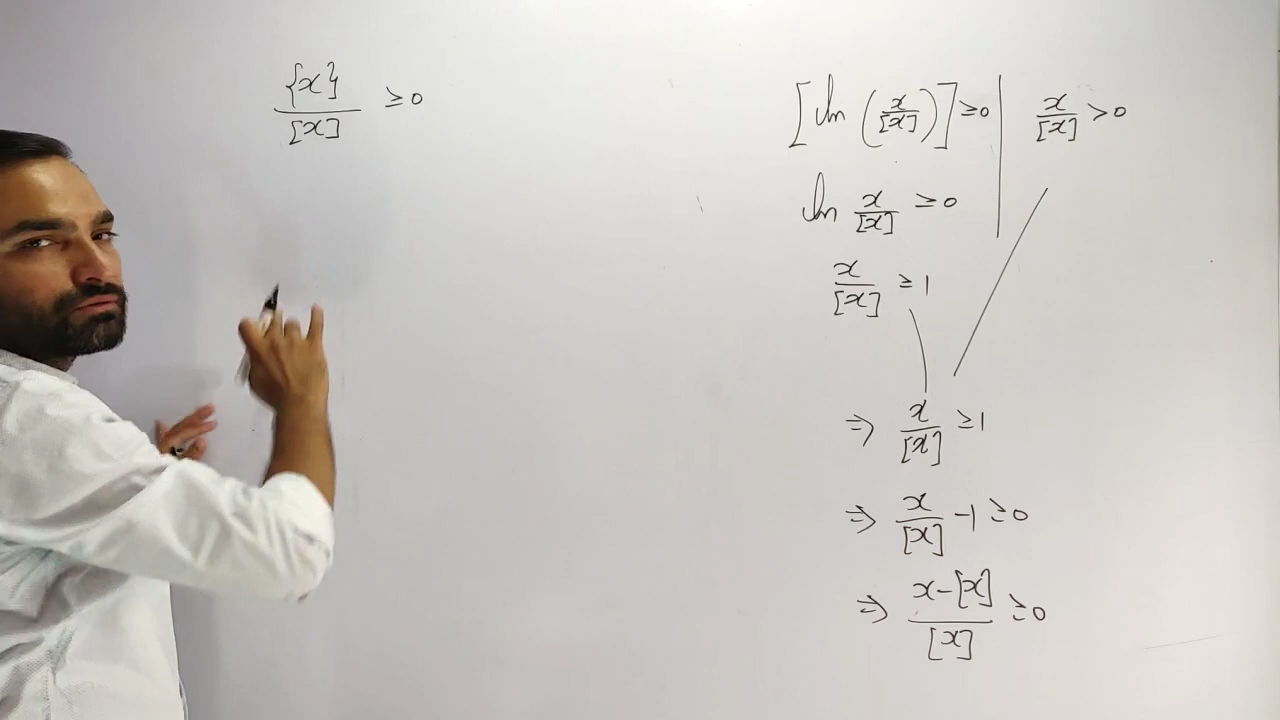 {x}/[x] ≥0
[ln (x/[x])] ≥0 | x/[x] >0
ln x/[x] ≥0
x/[x] ≥1
⇒ x/[x] ≥1
⇒ x/[x] -1 ≥0
⇒ x-[x]/[x] ≥0